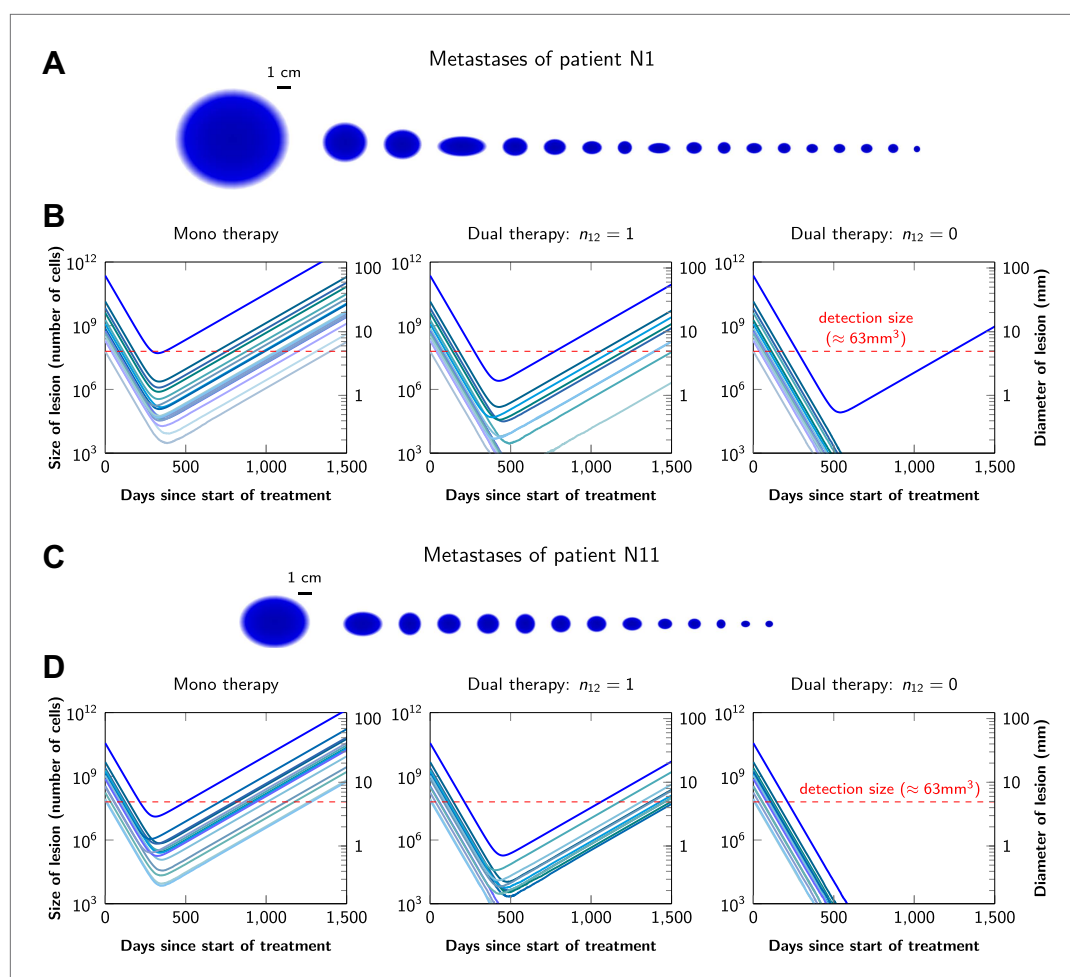 A
Metastases of patient N1
1 cm
B
Mono therapy
Dual therapy: n12 = 1
Dual therapy: n12 = 0
Size of lesion (number of cells)
10^12
10^9
10^6
10^3
100
10
1
0
500
1,000
1,500
Days since start of treatment
10^12
10^9
10^6
10^3
100
10
1
0
500
1,000
1,500
Days since start of treatment
10^12
10^9
10^6
10^3
detection size
(≈ 63mm^3)
100
10
1
0
500
1,000
1,500
Days since start of treatment
Diameter of lesion (mm)
C
Metastases of patient N11
1 cm
D
Mono therapy
Dual therapy: n12 = 1
Dual therapy: n12 = 0
Size of lesion (number of cells)
10^12
10^9
10^6
10^3
100
10
1
0
500
1,000
1,500
Days since start of treatment
10^12
10^9
10^6
10^3
100
10
1
0
500
1,000
1,500
Days since start of treatment
10^12
10^9
10^6
10^3
detection size (≈ 63mm^3)
100
10
1
0
500
1,000
1,500
Days since start of treatment
Diameter of lesion (mm)